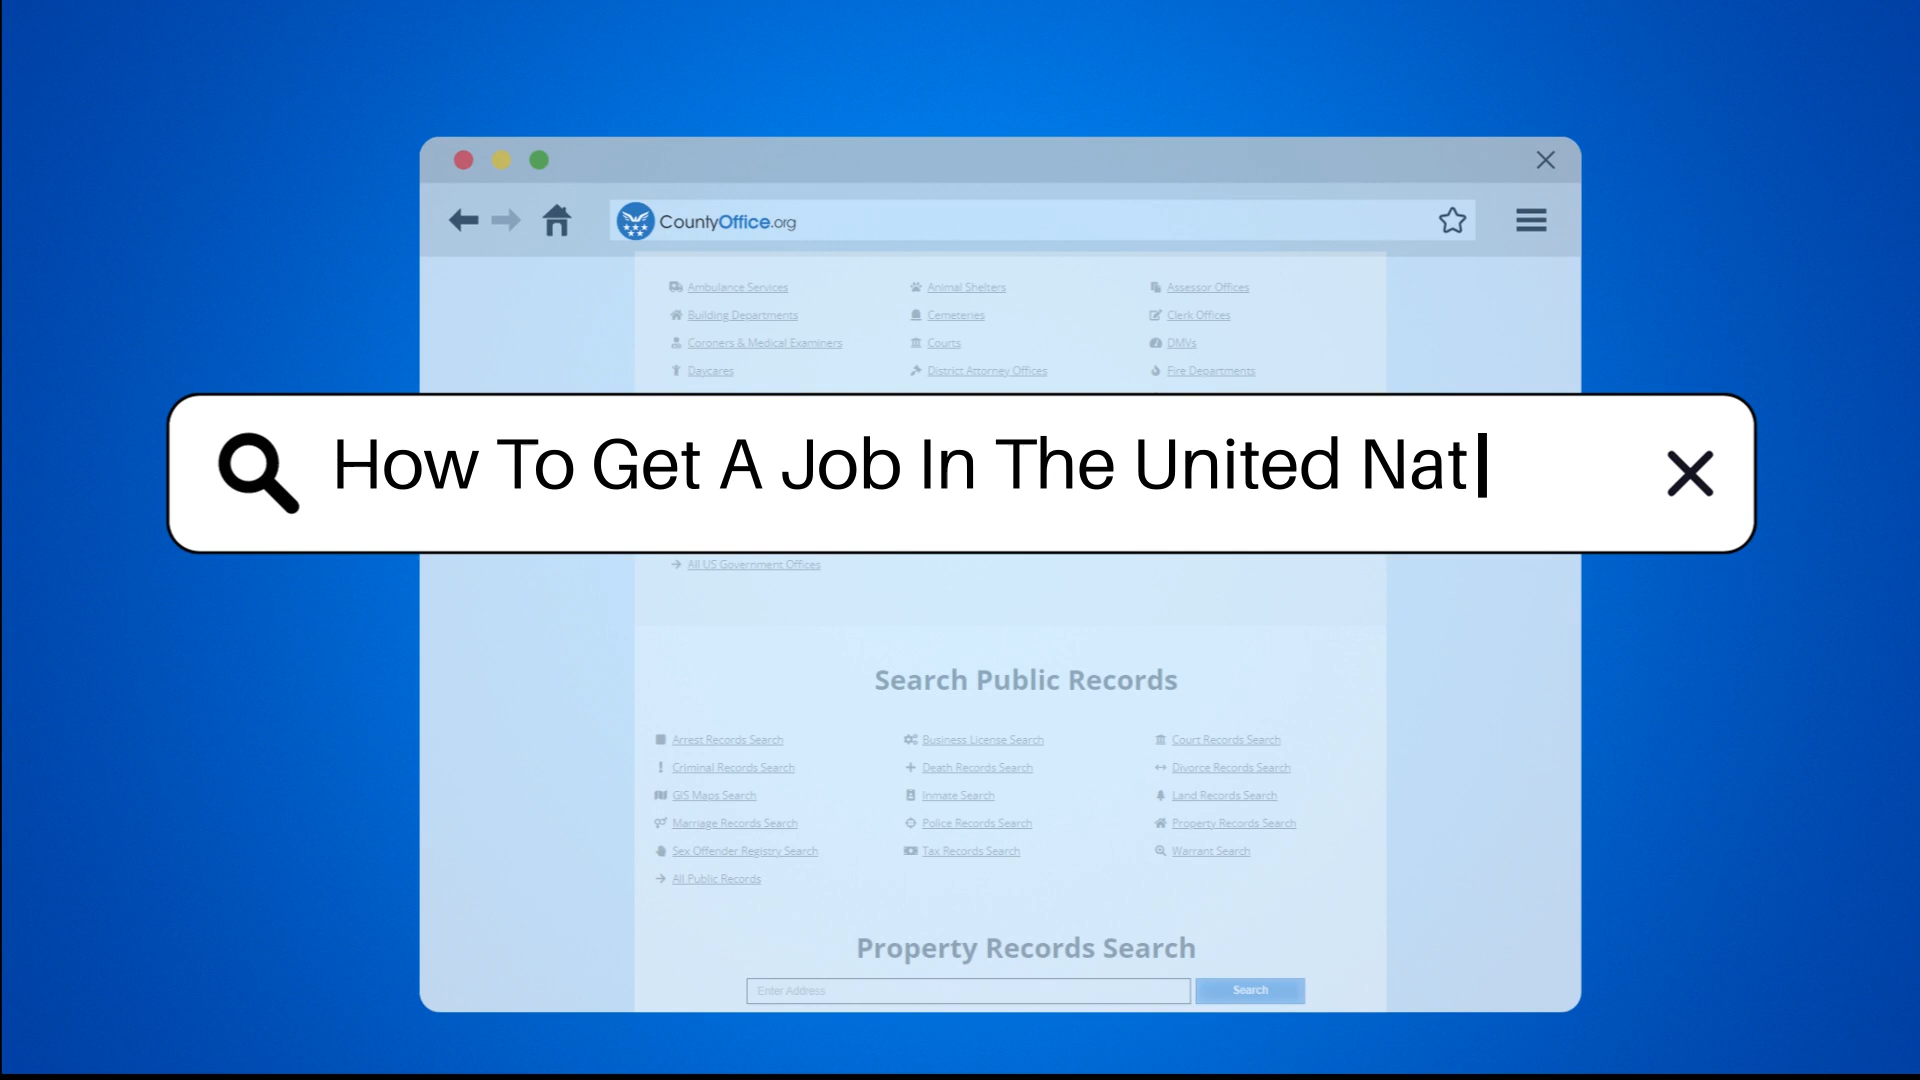 CountyOffice.org
Ambulance Services Animal Shelters Assessor Offices
Building Departments Cemeteries Clerk Offices
Coroners & Medical Examiners Courts DMVs
Daycares District Attorney Offices Fire Departments
How To Get A Job In The United Nat
All US Government Offices
Search Public Records
Arrest Records Search Business License Search Court Records Search
Criminal Records Search Death Records Search Divorce Records Search
GIS Maps Search Inmate Search Land Records Search
Marriage Records Search Police Records Search Property Records Search
Sex Offender Registry Search Tax Records Search Warrant Search
All Public Records
Property Records Search
Enter Address Search